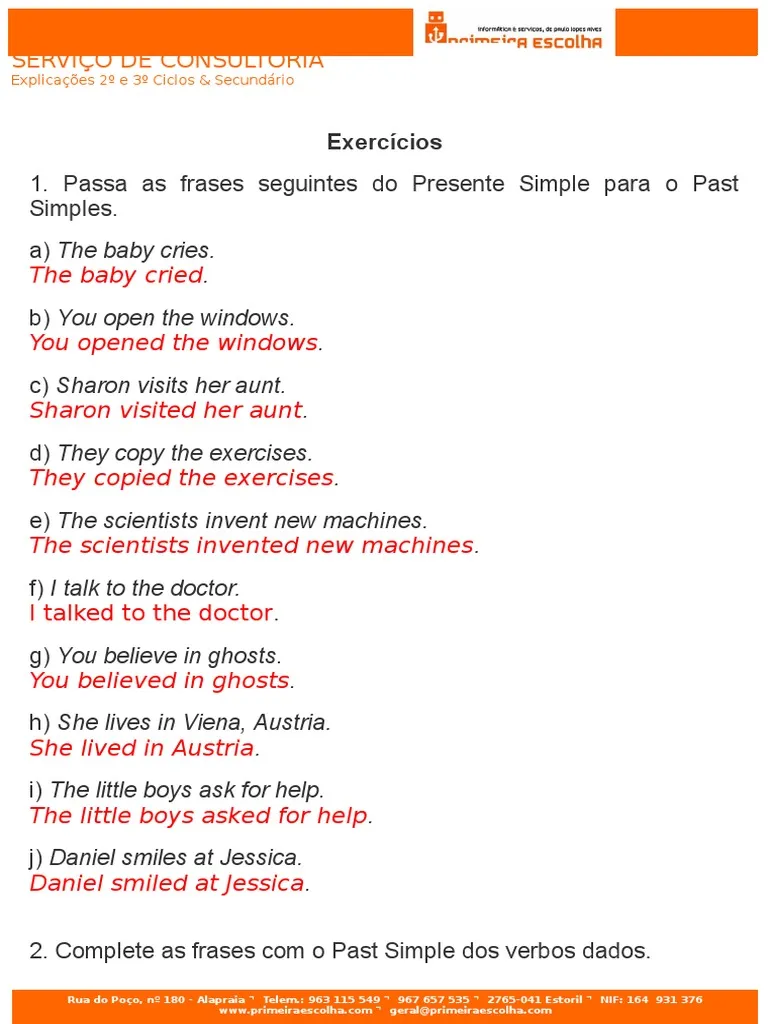 informática e serviços, de paulo lopes alves
PRIMEIRA ESCOLHA
SERVIÇO DE CONSULTORIA
Explicações 2º e 3º Ciclos & Secundário
Exercícios
1. Passa as frases seguintes do Presente Simple para o Past
Simples.
a) The baby cries.
The baby cried.
b) You open the windows.
You opened the windows.
c) Sharon visits her aunt.
Sharon visited her aunt.
d) They copy the exercises.
They copied the exercises.
e) The scientists invent new machines.
The scientists invented new machines.
f) I talk to the doctor.
I talked to the doctor.
g) You believe in ghosts.
You believed in ghosts.
h) She lives in Viena, Austria.
She lived in Austria.
i) The little boys ask for help.
The little boys asked for help.
j) Daniel smiles at Jessica.
Daniel smiled at Jessica.
2. Complete as frases com o Past Simple dos verbos dados.
Rua do Poço, nº 180 - Alapraia ¬ Telem.: 963 115 549 ¬ 967 657 535 ¬ 2765-041 Estoril ¬ NIF: 164 931 376
www.primeiraescolha.com ¬ geral@primeiraescolha.com